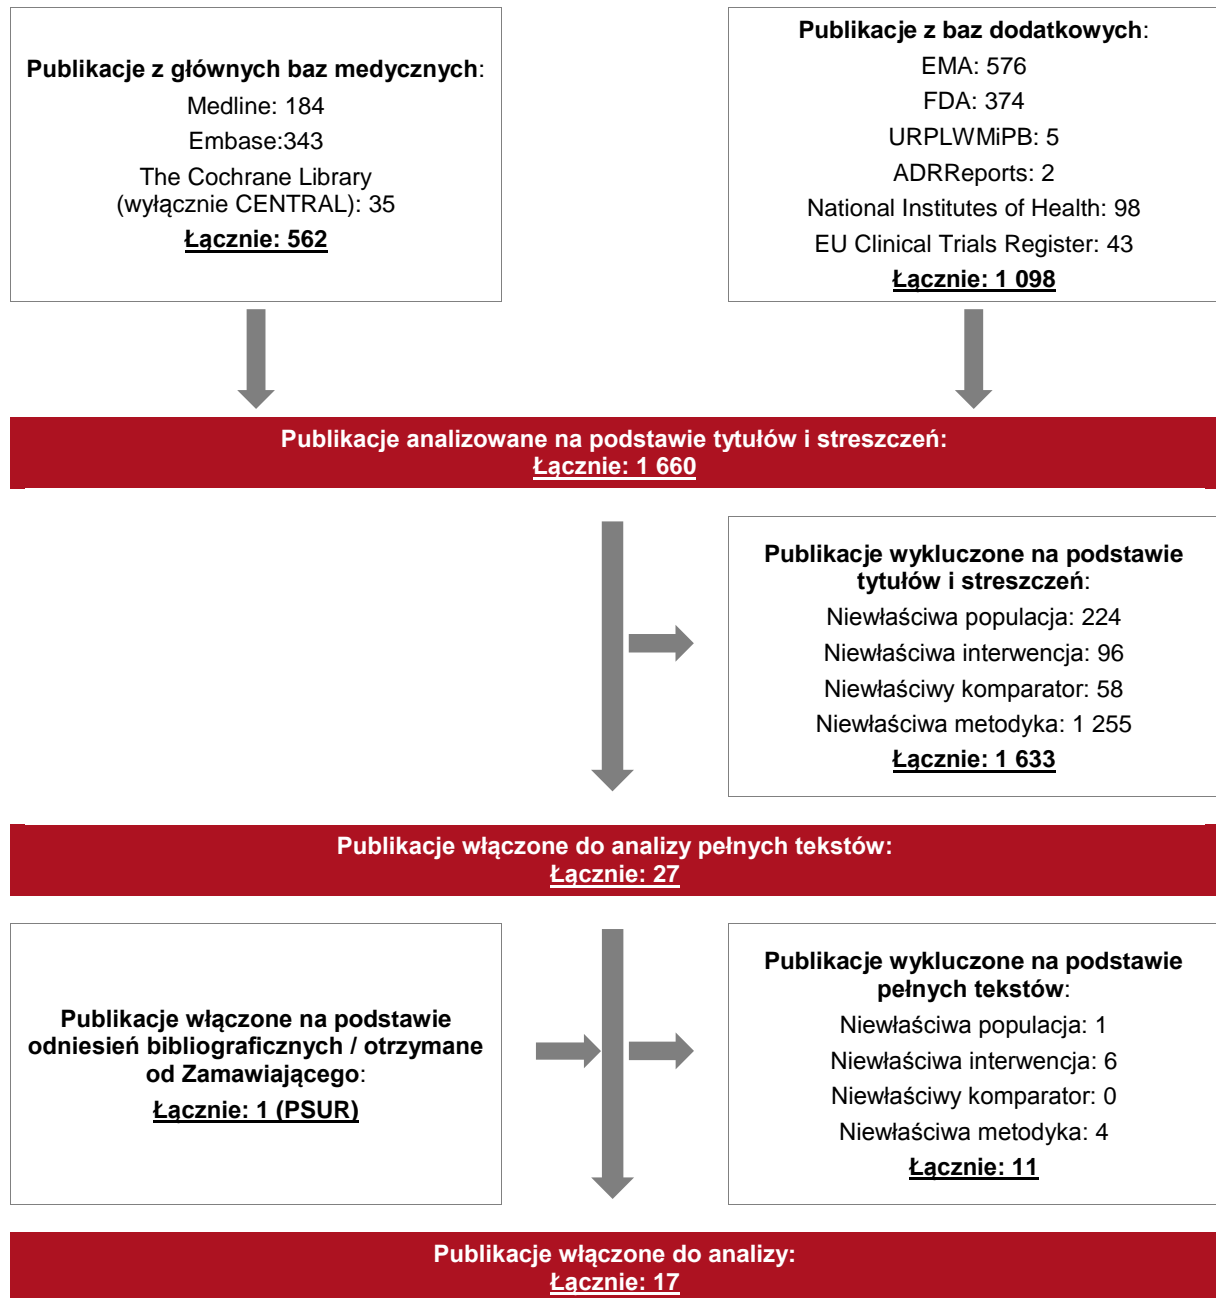 Publikacje z głównych baz medycznych:
Medline: 184
Embase:343
The Cochrane Library
(wyłącznie CENTRAL): 35
Łącznie: 562
Publikacje z baz dodatkowych:
EMA: 576
FDA: 374
URPLWMiPB: 5
ADRReports: 2
National Institutes of Health: 98
EU Clinical Trials Register: 43
Łącznie: 1 098
Publikacje analizowane na podstawie tytułów i streszczeń:
Łącznie: 1 660
Publikacje wykluczone na podstawie
tytułów i streszczeń:
Niewłaściwa populacja: 224
Niewłaściwa interwencja: 96
Niewłaściwy komparator: 58
Niewłaściwa metodyka: 1 255
Łącznie: 1 633
Publikacje włączone do analizy pełnych tekstów:
Łącznie: 27
Publikacje włączone na podstawie
odniesień bibliograficznych / otrzymane
od Zamawiającego:
Łącznie: 1 (PSUR)
Publikacje wykluczone na podstawie
pełnych tekstów:
Niewłaściwa populacja: 1
Niewłaściwa interwencja: 6
Niewłaściwy komparator: 0
Niewłaściwa metodyka: 4
Łącznie: 11
Publikacje włączone do analizy:
Łącznie: 17